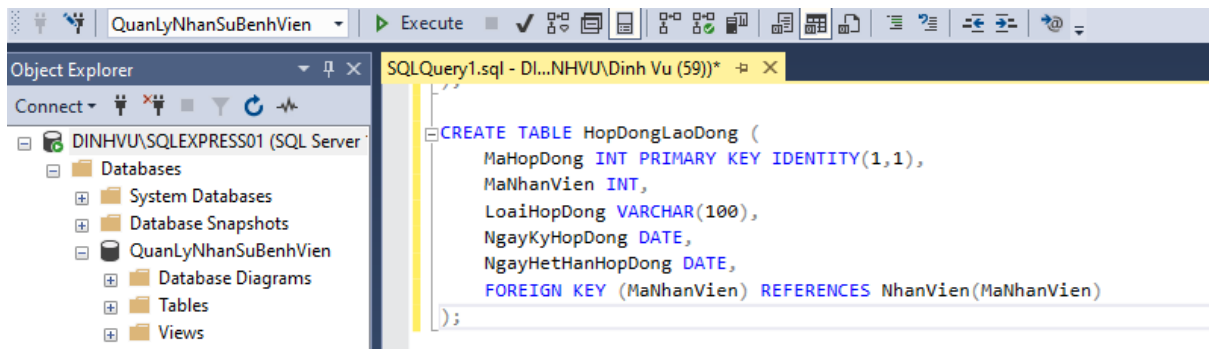 QuanLyNhanSuBenhVien
Execute
Object Explorer
SQLQuery1.sql - DI...NHVU\Dinh Vu (59))*
Connect
DINHVU\SQLEXPRESS01 (SQL Server
Databases
System Databases
Database Snapshots
QuanLyNhanSuBenhVien
Database Diagrams
Tables
Views
);
CREATE TABLE HopDongLaoDong (
MaHopDong INT PRIMARY KEY IDENTITY(1,1),
MaNhanVien INT,
LoaiHopDong VARCHAR(100),
NgayKyHopDong DATE,
NgayHetHanHopDong DATE,
FOREIGN KEY (MaNhanVien) REFERENCES NhanVien(MaNhanVien)
);